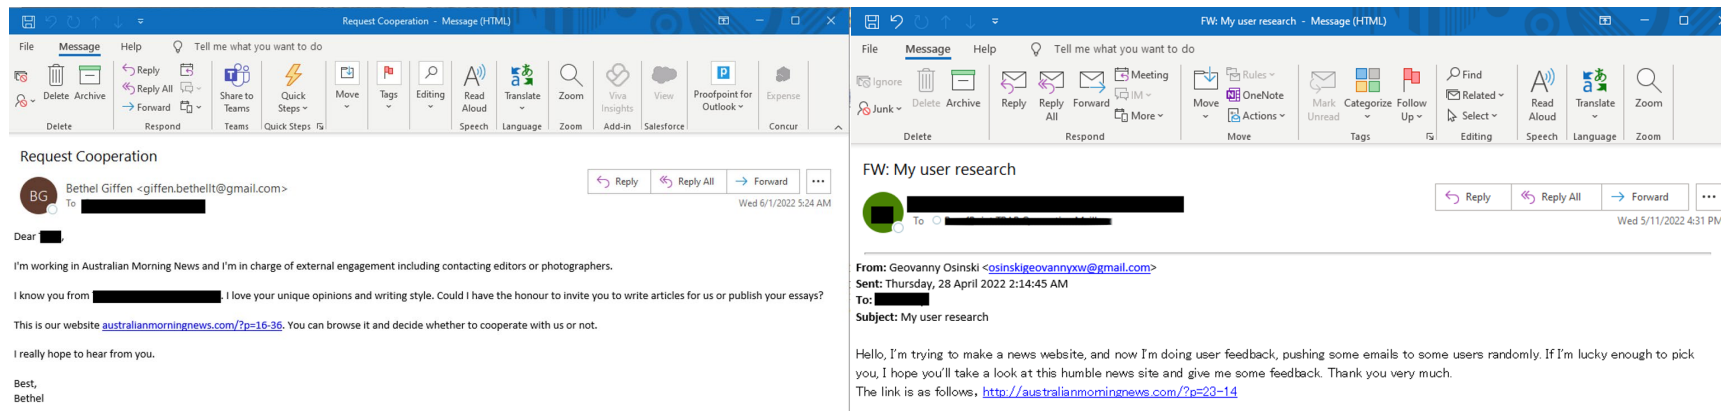 Request Cooperation - Message (HTML)
File Message Help Tell me what you want to do
Delete Archive
Reply
Reply All
Forward
Share to Teams
Quick Steps
Move
Tags
Editing
Read Aloud
Translate
Zoom
Viva Insights
View
Proofpoint for Outlook
Expense
Delete Respond Teams Quick Steps Speech Language Zoom Add-in Salesforce Concur
Request Cooperation
BG
Bethel Giffen <giffen.bethellt@gmail.com>
To
Reply Reply All Forward
Wed 6/1/2022 5:24 AM
Dear ,
I'm working in Australian Morning News and I'm in charge of external engagement including contacting editors or photographers.
I know you from . I love your unique opinions and writing style. Could I have the honour to invite you to write articles for us or publish your essays?
This is our website australianmorningnews.com/?p=16-36. You can browse it and decide whether to cooperate with us or not.
I really hope to hear from you.
Best,
Bethel
FW: My user research - Message (HTML)
File Message Help Tell me what you want to do
Ignore
Junk
Delete Archive
Reply
Reply All
Forward
Meeting
IM
More
Move
Rules
OneNote
Actions
Mark Unread
Categorize
Follow Up
Find
Related
Select
Read Aloud
Translate
Zoom
Delete Respond Move Tags Editing Speech Language Zoom
FW: My user research
To
Reply Reply All Forward
Wed 5/11/2022 4:31 PM
From: Geovanny Osinski <osinskigeovannyxw@gmail.com>
Sent: Thursday, 28 April 2022 2:14:45 AM
To:
Subject: My user research
Hello, I'm trying to make a news website, and now I'm doing user feedback, pushing some emails to some users randomly. If I'm lucky enough to pick
you, I hope you'll take a look at this humble news site and give me some feedback. Thank you very much.
The link is as follows, http://australianmorningnews.com/?p=23-14